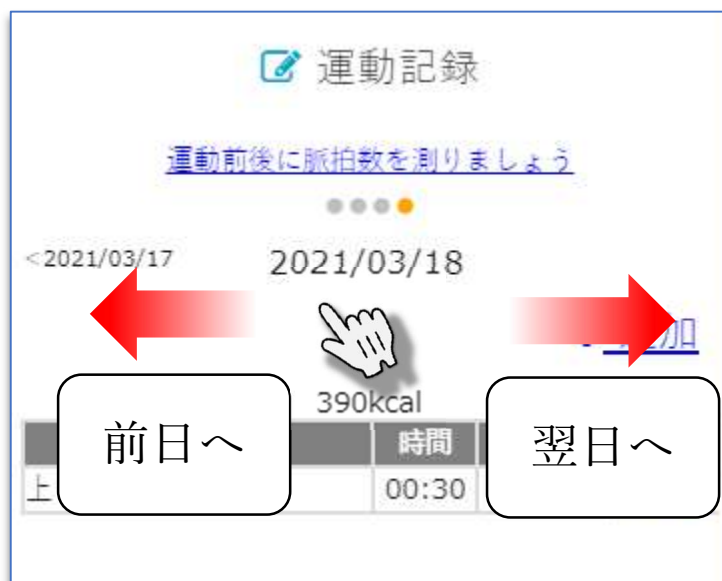 運動記録
運動前後に脈拍数を測りましょう
<2021/03/17 2021/03/18
加
390kcal
前日へ
翌日へ
時間
上 00:30